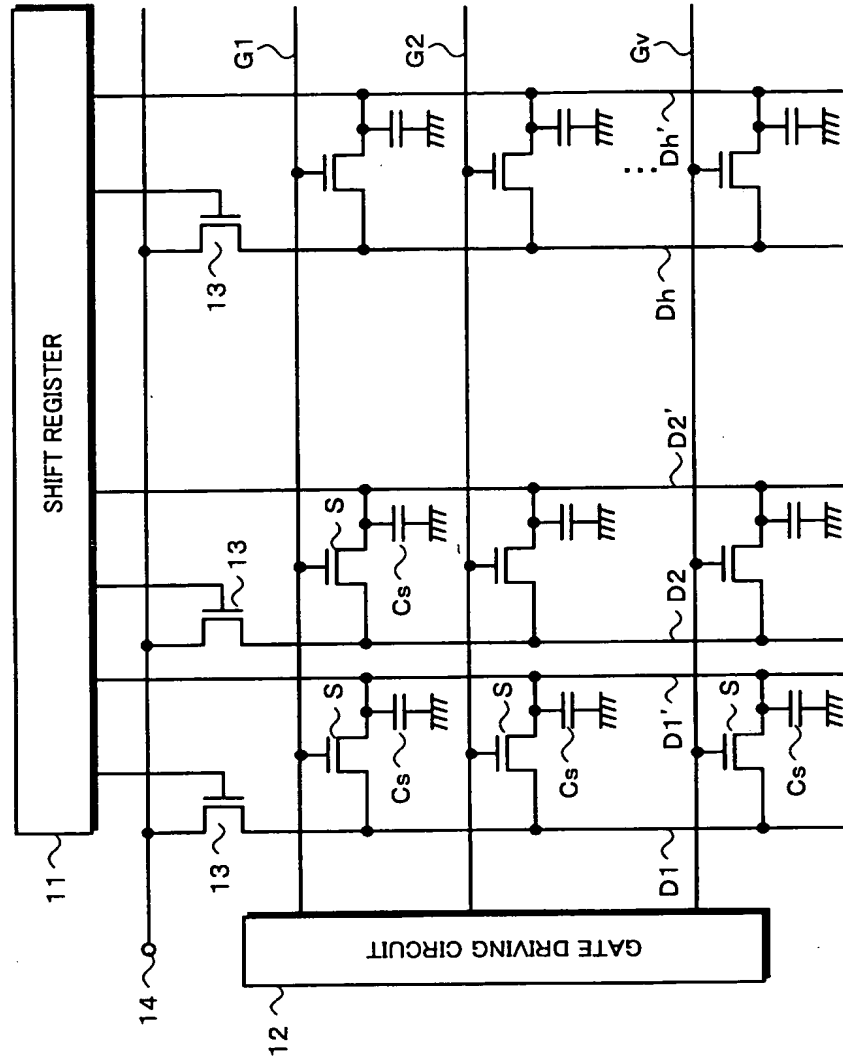 SHIFT REGISTER
11
14
13
13
13
12
GATE DRIVING CIRCUIT
G1
G2
Gv
S
S
Cs
Cs
S
Cs
S
Cs
D1
D1'
D2
D2'
Dh
Dh'
...